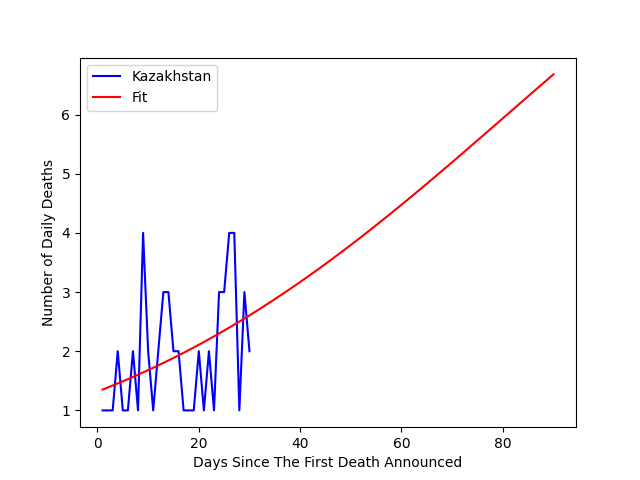 Kazakhstan
Fit
Number of Daily Deaths
6
5
4
3
2
1
0 20 40 60 80
Days Since The First Death Announced